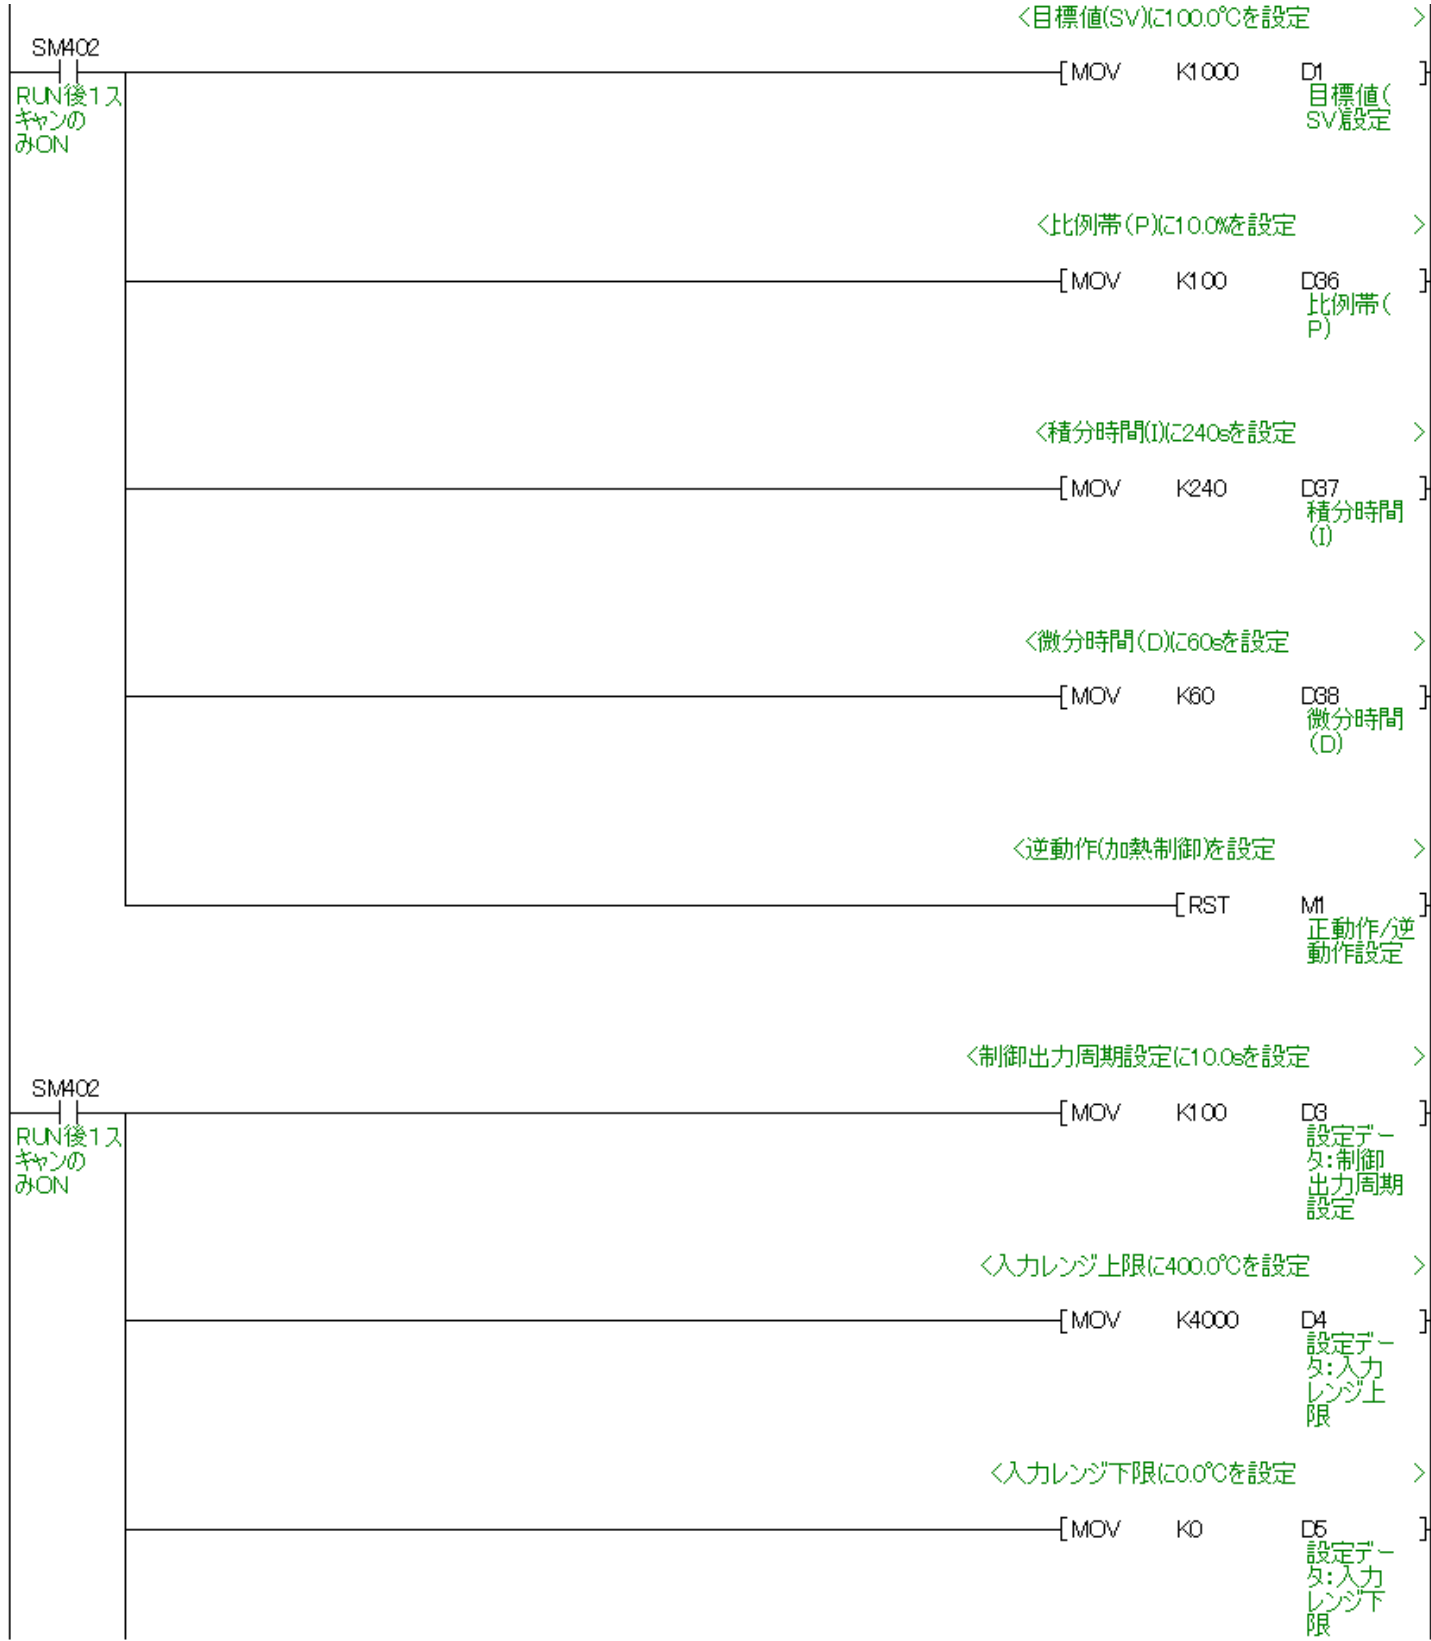 <目標値(SV)に100.0℃を設定 >
SM402
[MOV K1000 D1 ]
RUN後1ス
キャンの
みON
目標値(
SV)設定
<比例帯(P)に10.0%を設定 >
[MOV K100 D36 ]
比例帯(
P)
<積分時間(I)に240sを設定 >
[MOV K240 D37 ]
積分時間
(I)
<微分時間(D)に60sを設定 >
[MOV K60 D38 ]
微分時間
(D)
<逆動作(加熱制御)を設定 >
[RST M1 ]
正動作/逆
動作設定
<制御出力周期設定に10.0sを設定 >
SM402
[MOV K100 D3 ]
RUN後1ス
キャンの
みON
設定デー
タ:制御
出力周期
設定
<入力レンジ上限に400.0℃を設定 >
[MOV K4000 D4 ]
設定デー
タ:入力
レンジ上
限
<入力レンジ下限に0.0℃を設定 >
[MOV K0 D5 ]
設定デー
タ:入力
レンジ下
限